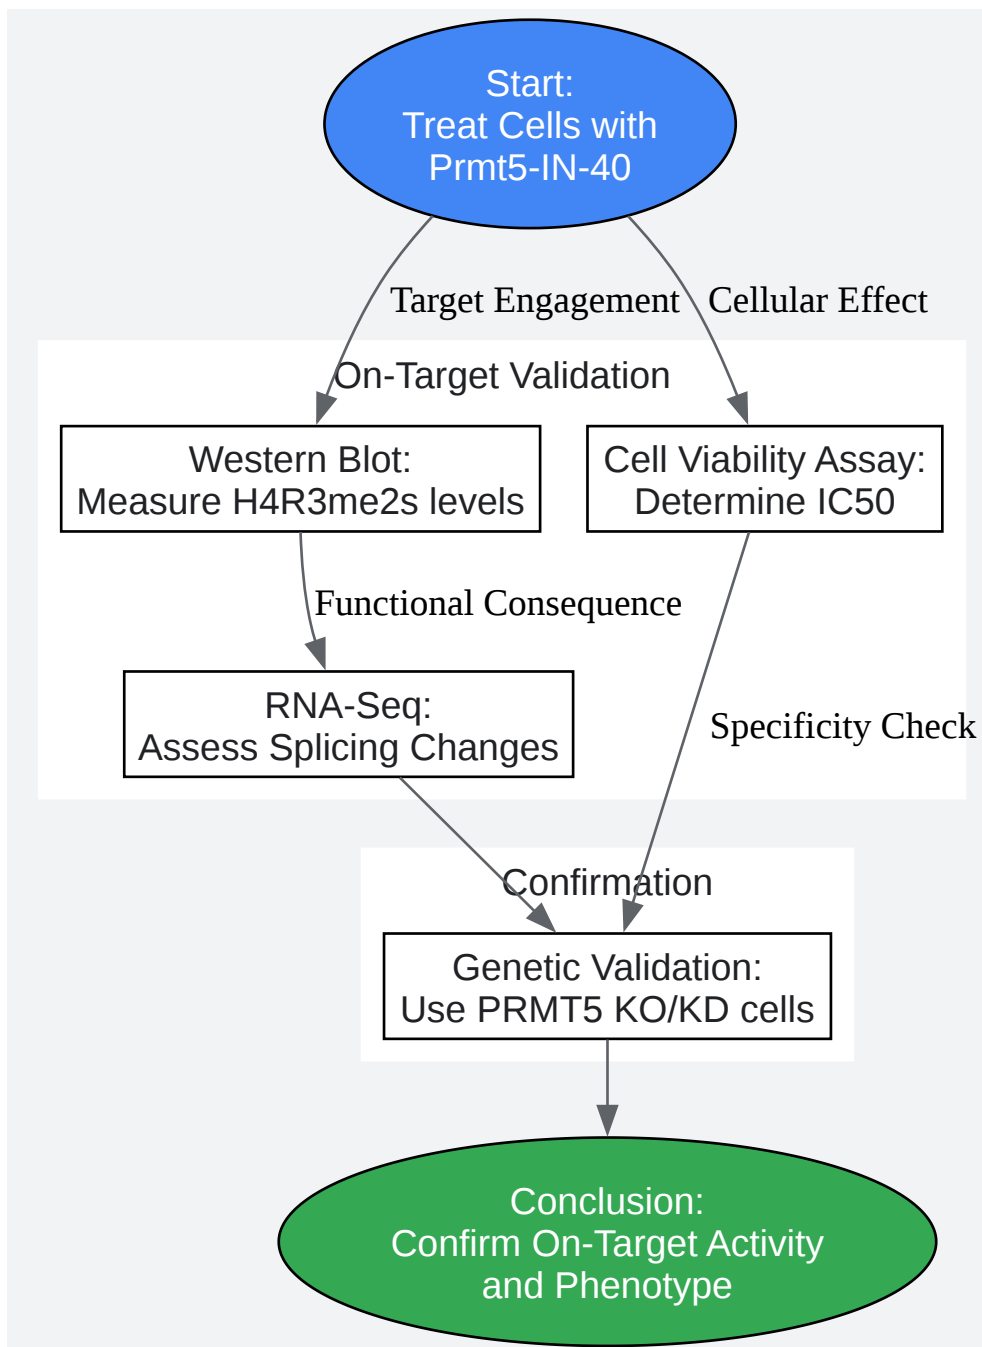 Start:
Treat Cells with
Prmt5-IN-40
Target Engagement
Cellular Effect
On-Target Validation
Western Blot:
Measure H4R3me2s levels
Cell Viability Assay:
Determine IC50
Functional Consequence
RNA-Seq:
Assess Splicing Changes
Specificity Check
Confirmation
Genetic Validation:
Use PRMT5 KO/KD cells
Conclusion:
Confirm On-Target Activity
and Phenotype